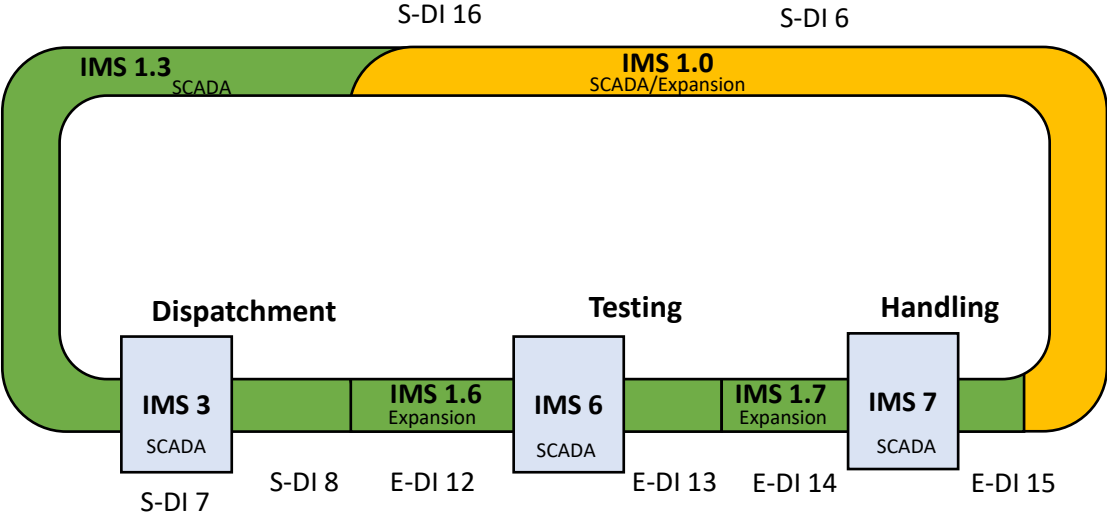 S-DI 16
S-DI 6
IMS 1.3
SCADA
IMS 1.0
SCADA/Expansion
Dispatchment
Testing
Handling
IMS 3
SCADA
IMS 1.6
Expansion
IMS 6
SCADA
IMS 1.7
Expansion
IMS 7
SCADA
S-DI 7
S-DI 8
E-DI 12
E-DI 13
E-DI 14
E-DI 15